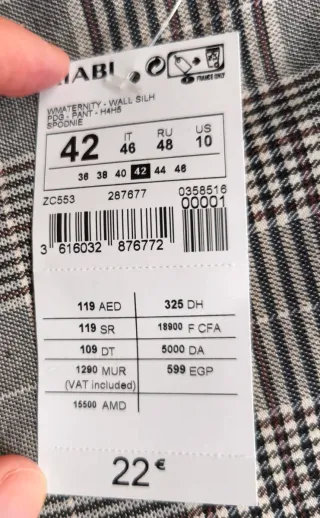 KIABI
FRANCE ONLY
WMATERNITY - WALL SILH
PDG - PANT - H4H5
SPODNIE
42 IT 46 RU 48 US 10
36 38 40 42 44 46
ZC553 287677 0358516
00001
3 616032 876772
119 AED 325 DH
119 SR 18900 F CFA
109 DT 5000 DA
1290 MUR 599 EGP
(VAT included)
15500 AMD
22 €